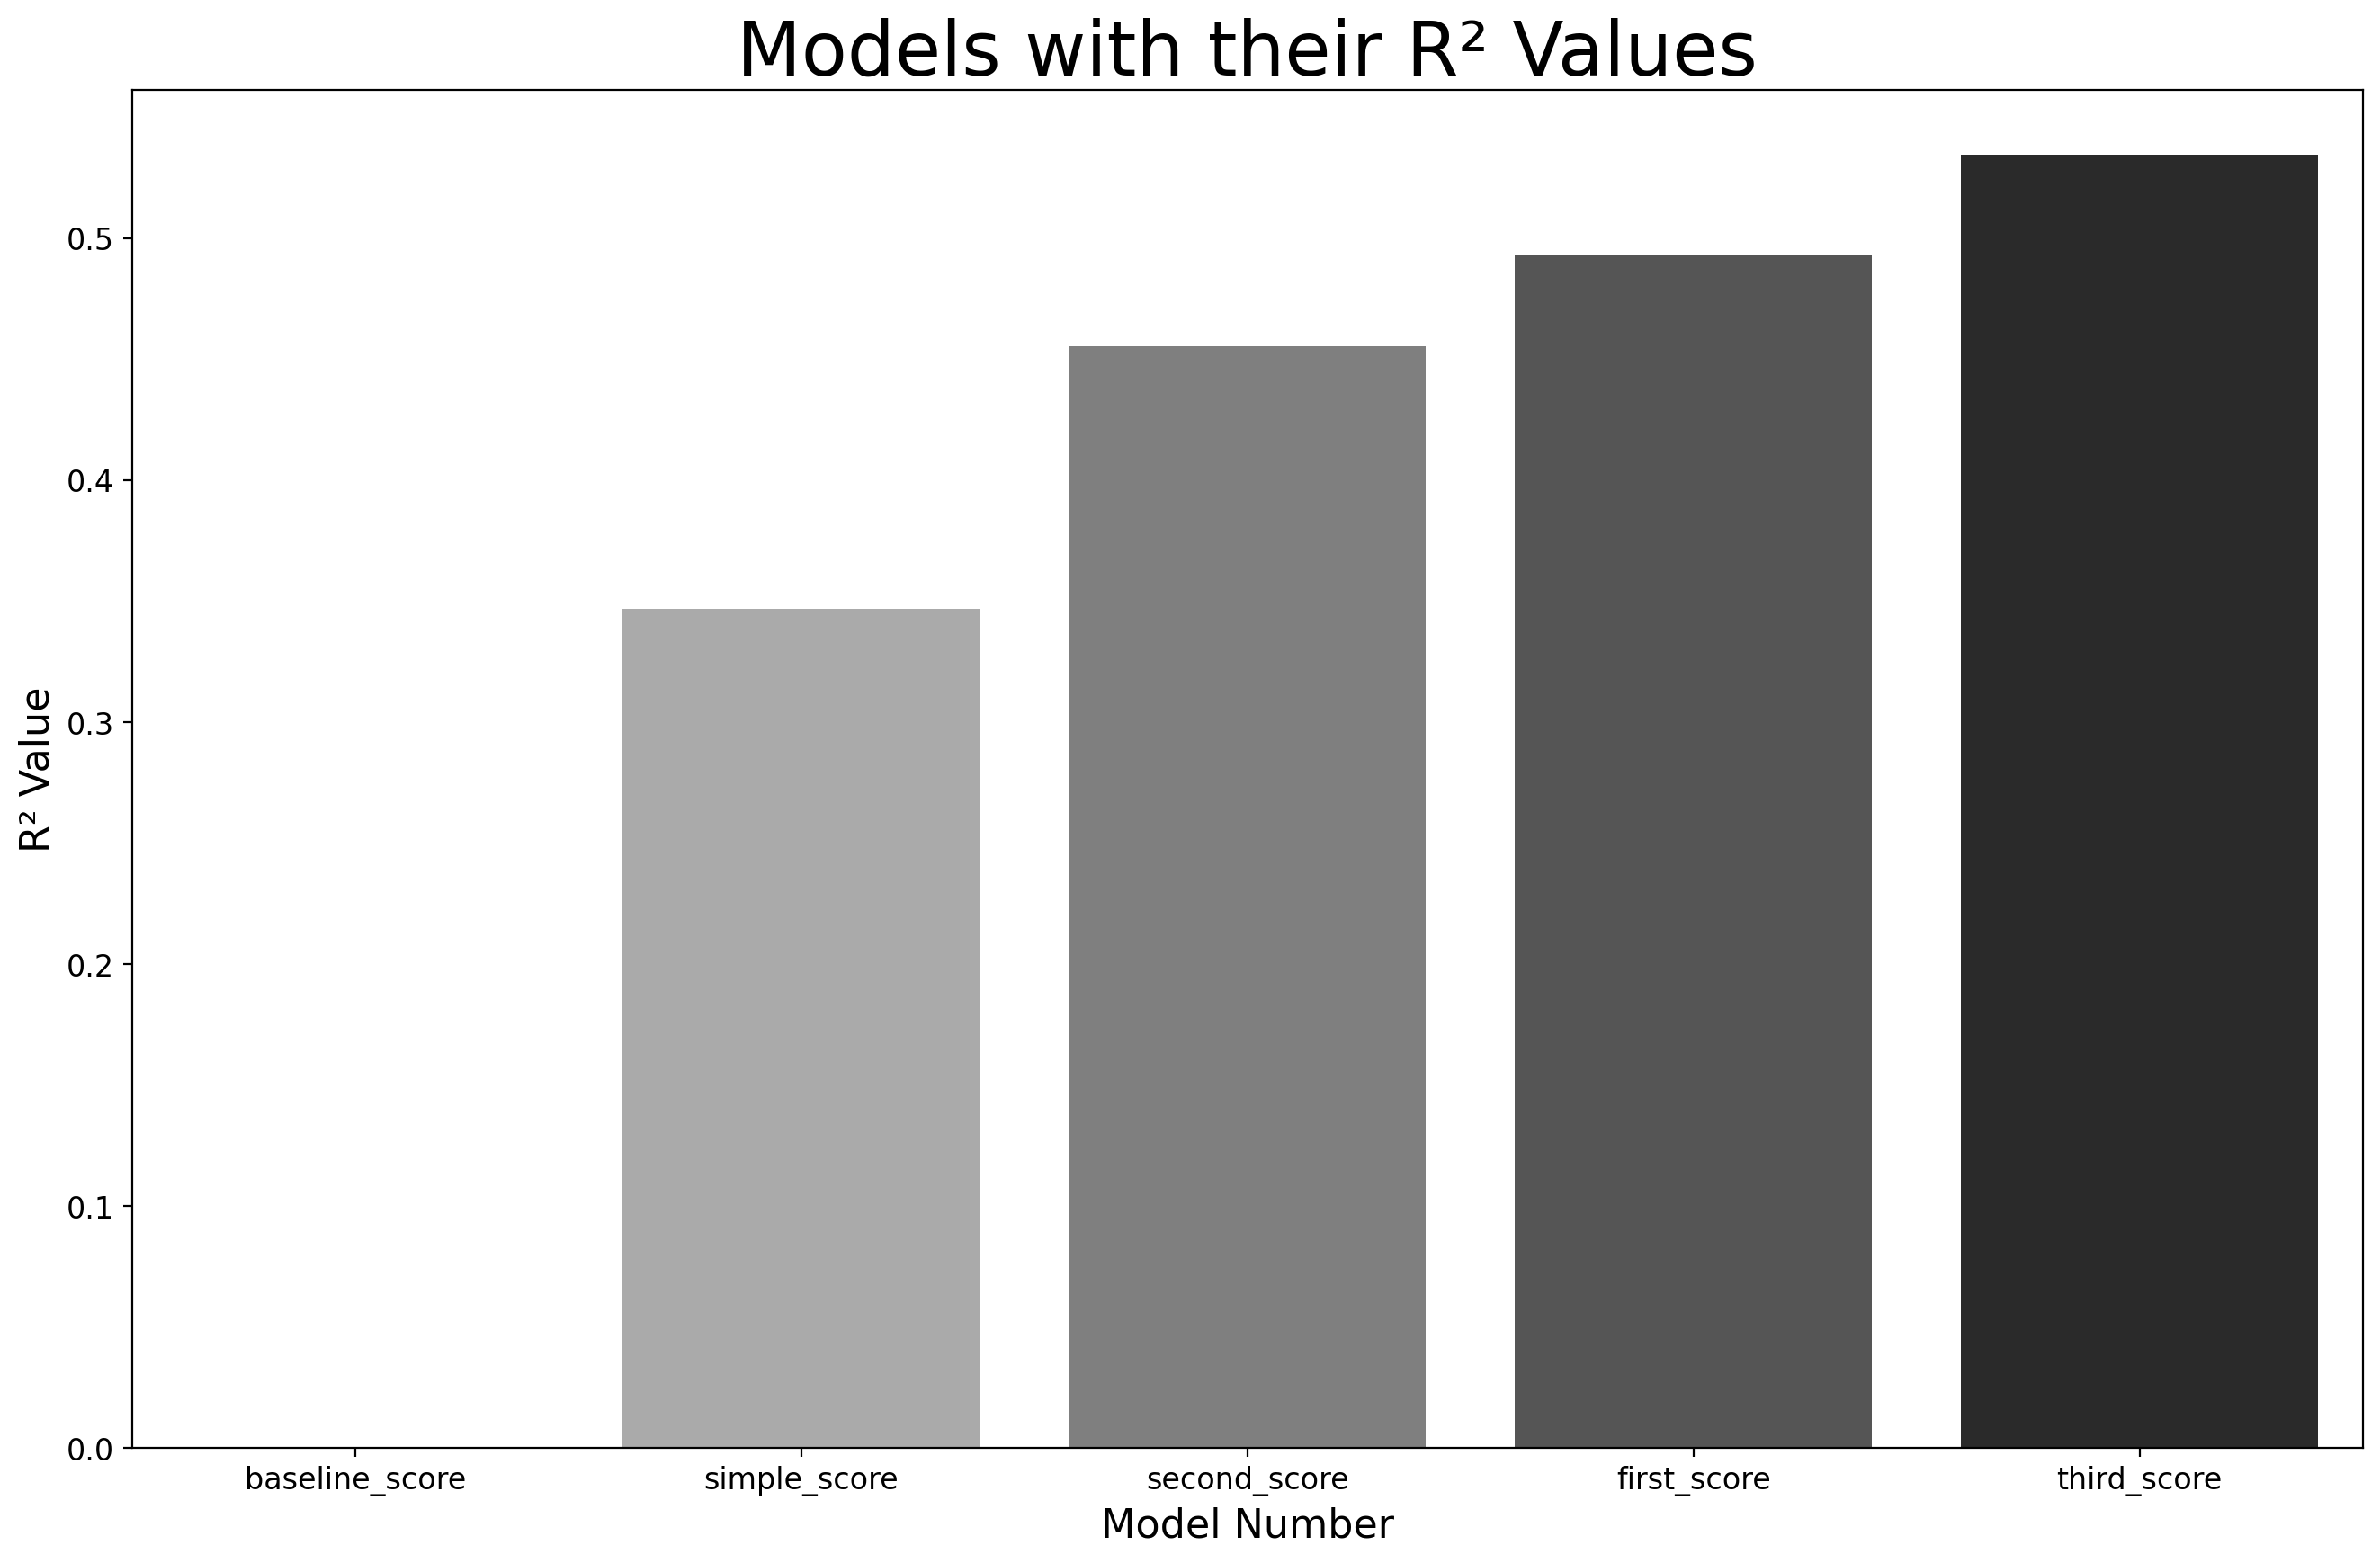 Models with their R² Values
R² Value
0.5
0.4
0.3
0.2
0.1
0.0
baseline_score
simple_score
second_score
first_score
third_score
Model Number